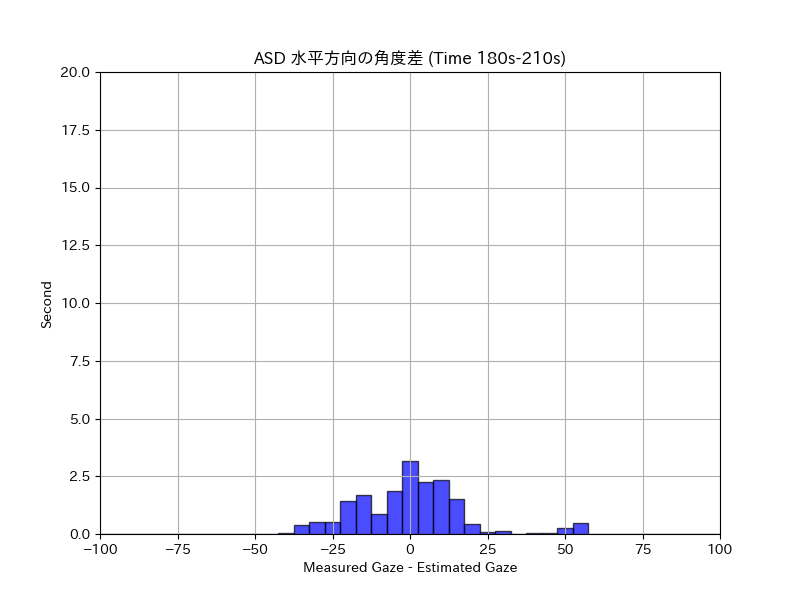 ASD 水平方向の角度差 (Time 180s-210s)
20.0
17.5
15.0
12.5
10.0
7.5
5.0
2.5
0.0
Second
−100 −75 −50 −25 0 25 50 75 100
Measured Gaze - Estimated Gaze